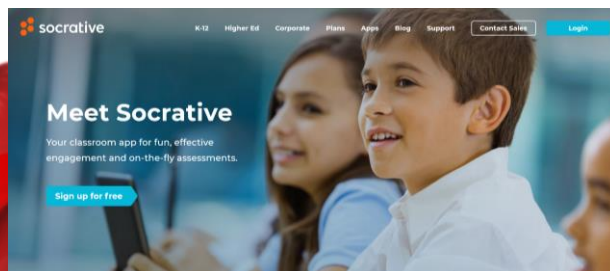 socrative
K-12 Higher Ed Corporate Plans Apps Blog Support Contact Sales Login
Meet Socrative
Your classroom app for fun, effective
engagement and on-the-fly assessments.
Sign up for free